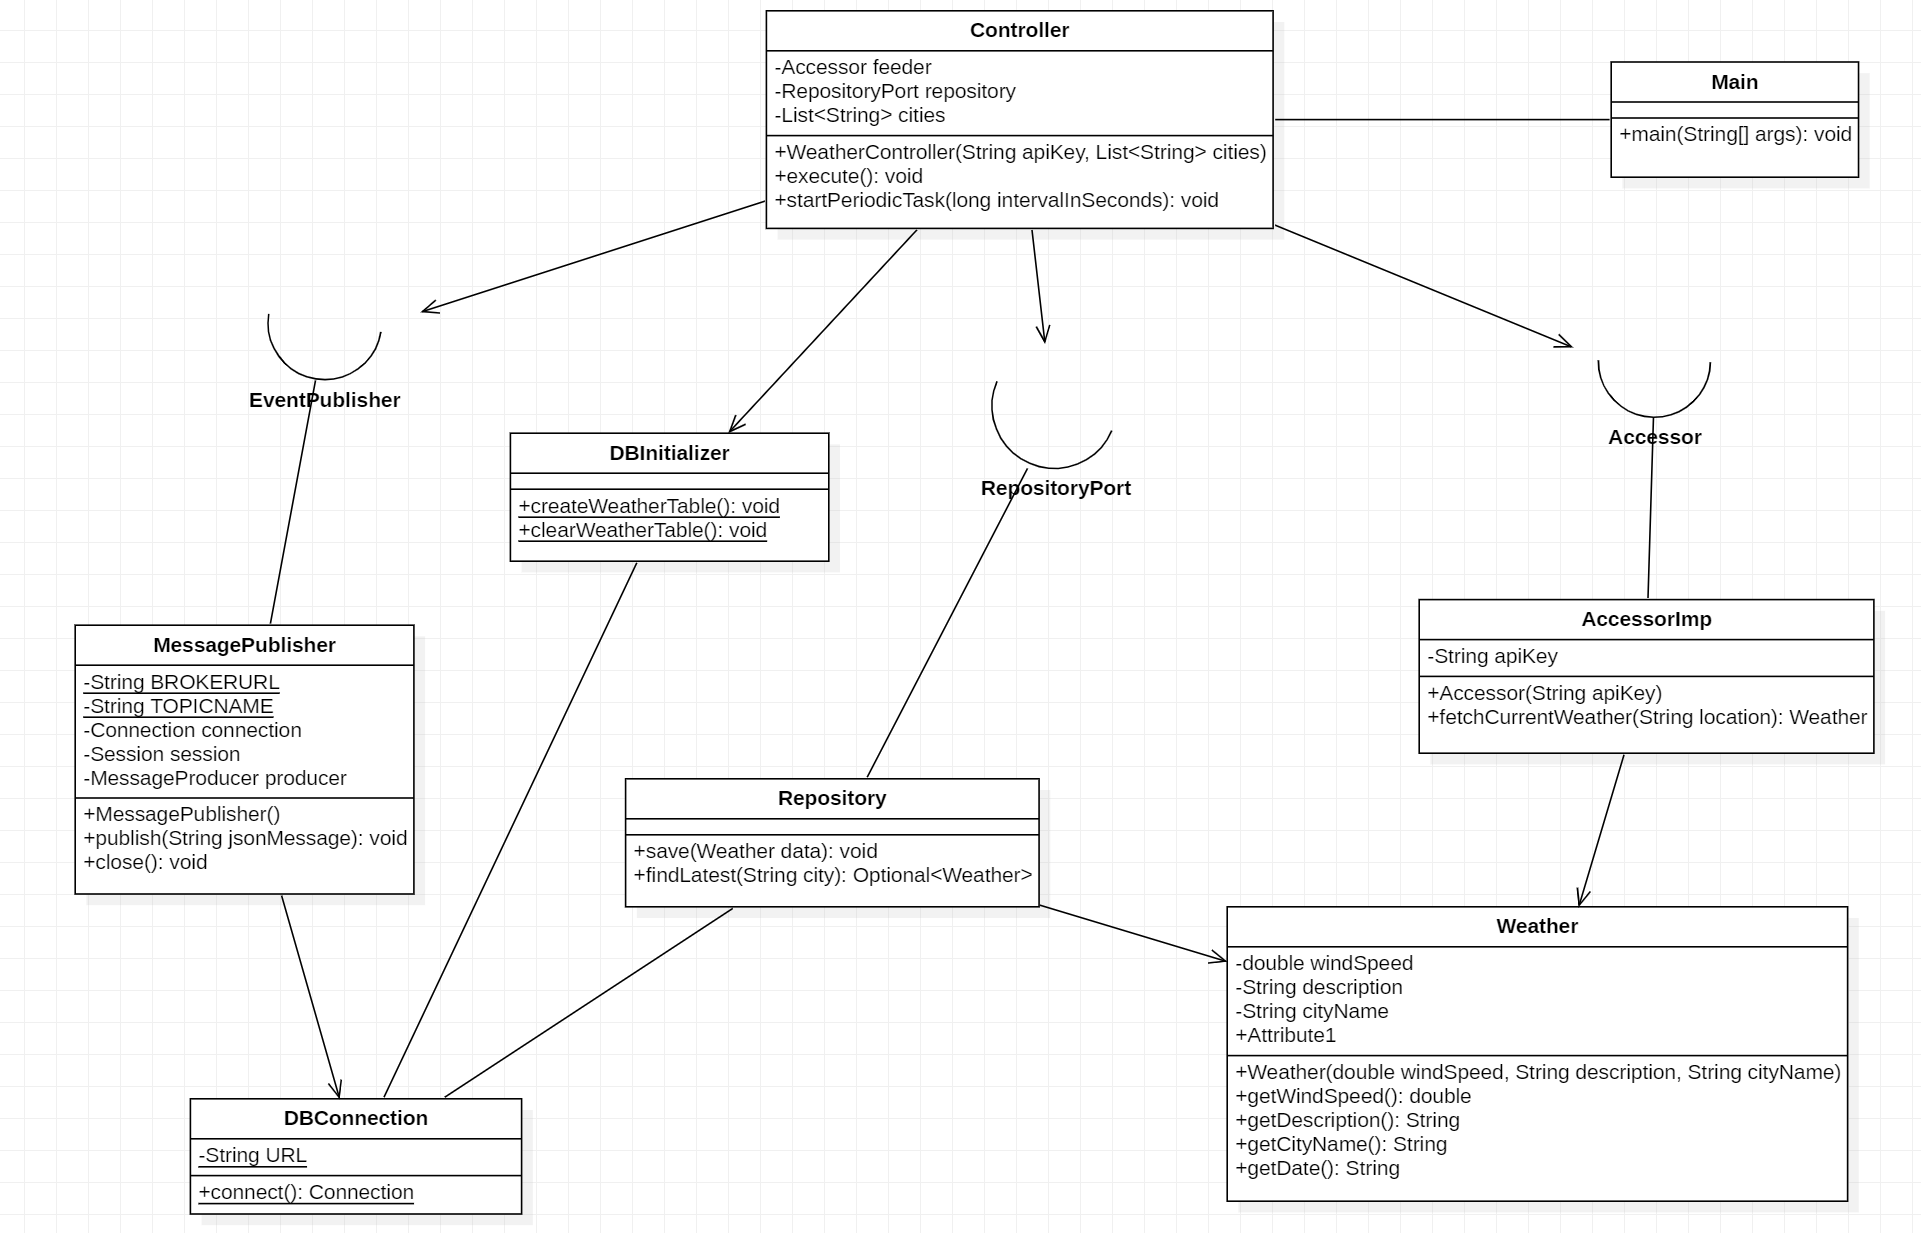 Controller
-Accessor feeder
-RepositoryPort repository
-List<String> cities
+WeatherController(String apiKey, List<String> cities)
+execute(): void
+startPeriodicTask(long intervalInSeconds): void
Main
+main(String[] args): void
EventPublisher
DBInitializer
+createWeatherTable(): void
+clearWeatherTable(): void
RepositoryPort
Accessor
MessagePublisher
-String BROKERURL
-String TOPICNAME
-Connection connection
-Session session
-MessageProducer producer
+MessagePublisher()
+publish(String jsonMessage): void
+close(): void
AccessorImp
-String apiKey
+Accessor(String apiKey)
+fetchCurrentWeather(String location): Weather
Repository
+save(Weather data): void
+findLatest(String city): Optional<Weather>
Weather
-double windSpeed
-String description
-String cityName
+Attribute1
+Weather(double windSpeed, String description, String cityName)
+getWindSpeed(): double
+getDescription(): String
+getCityName(): String
+getDate(): String
DBConnection
-String URL
+connect(): Connection